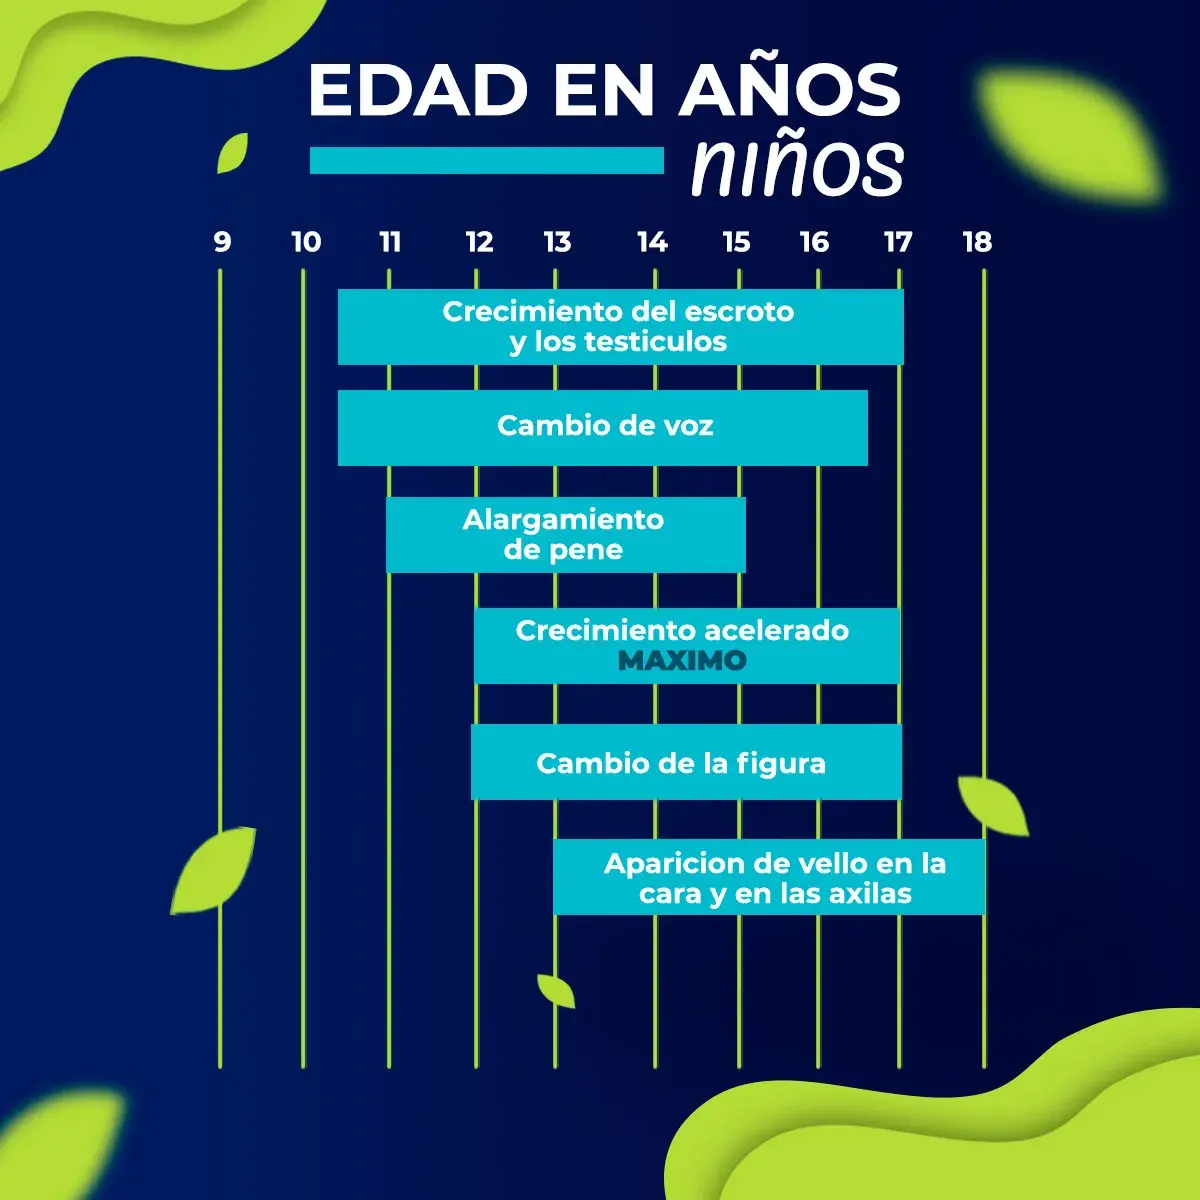 EDAD EN AÑOS
niños
9 10 11 12 13 14 15 16 17 18
Crecimiento del escroto
y los testiculos
Cambio de voz
Alargamiento
de pene
Crecimiento acelerado
MAXIMO
Cambio de la figura
Aparicion de vello en la
cara y en las axilas